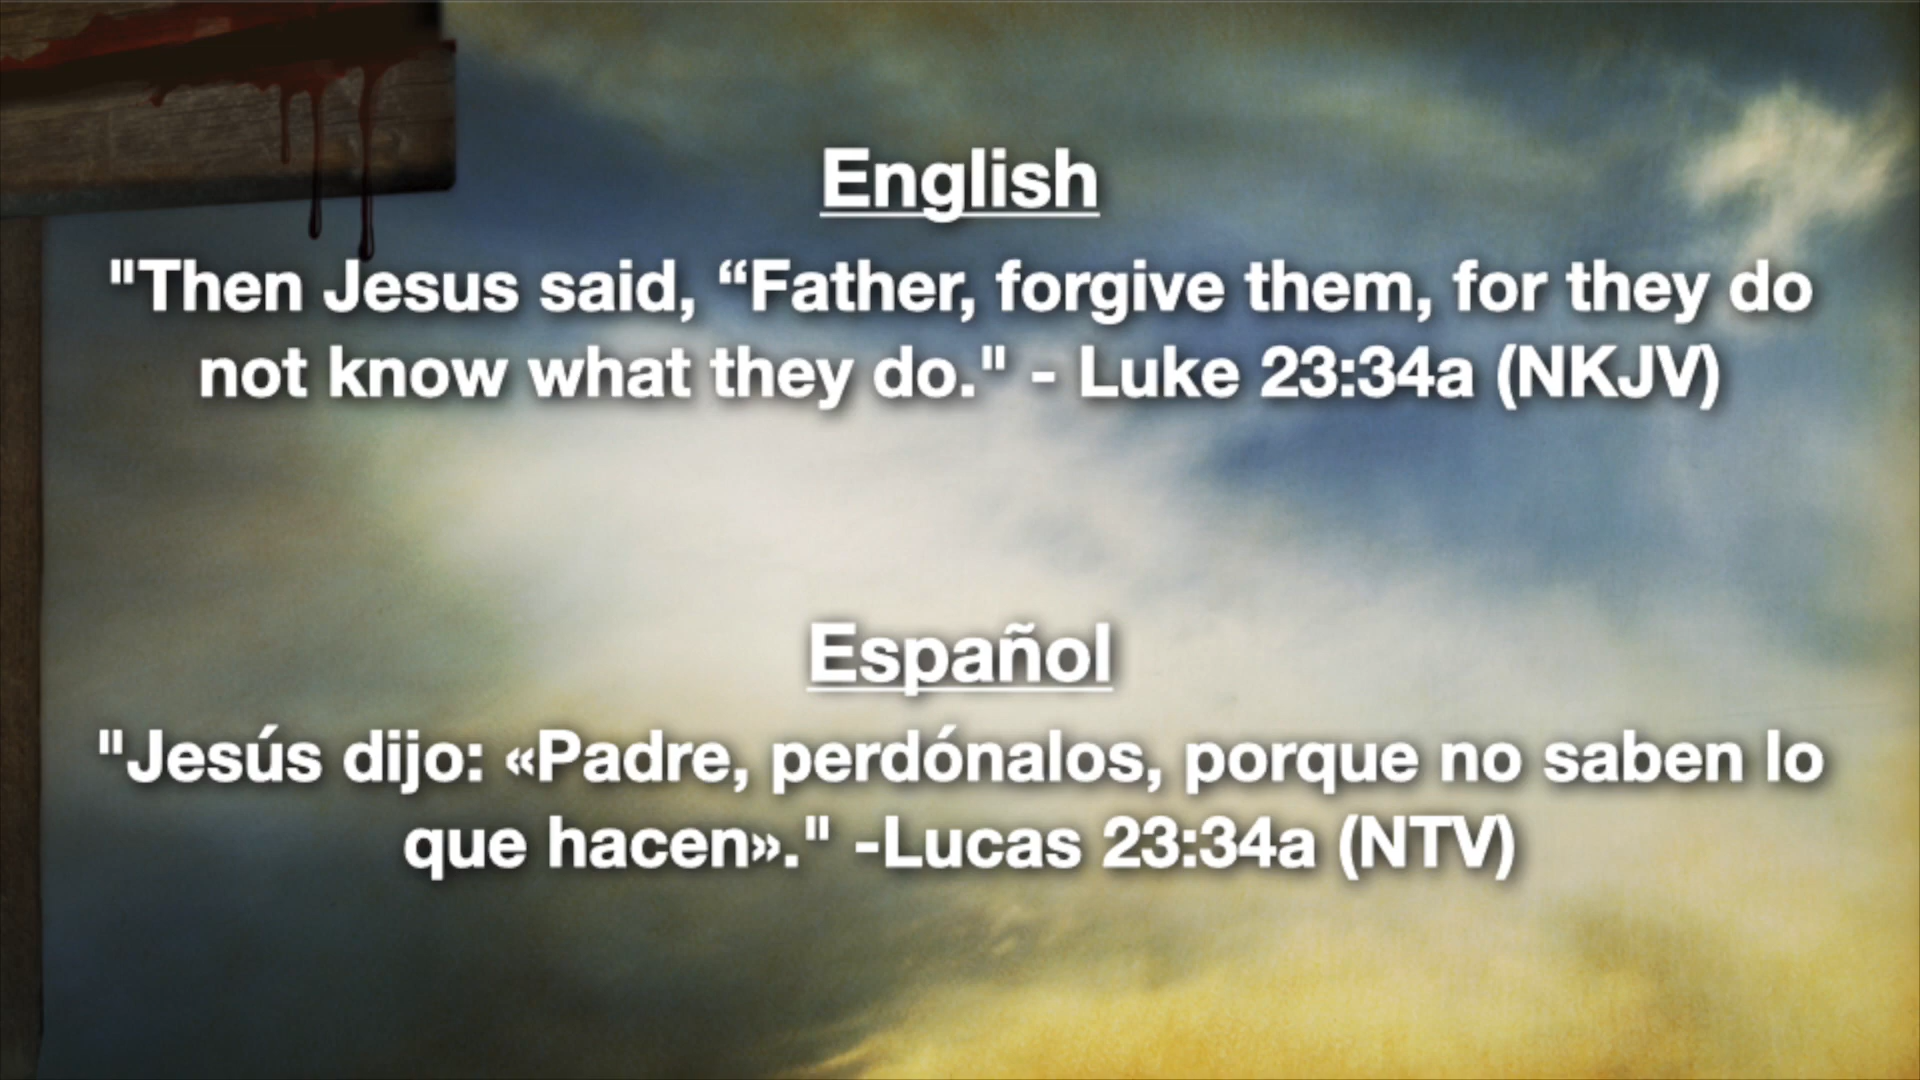 English
"Then Jesus said, “Father, forgive them, for they do
not know what they do." - Luke 23:34a (NKJV)
Español
"Jesús dijo: «Padre, perdónalos, porque no saben lo
que hacen»." -Lucas 23:34a (NTV)